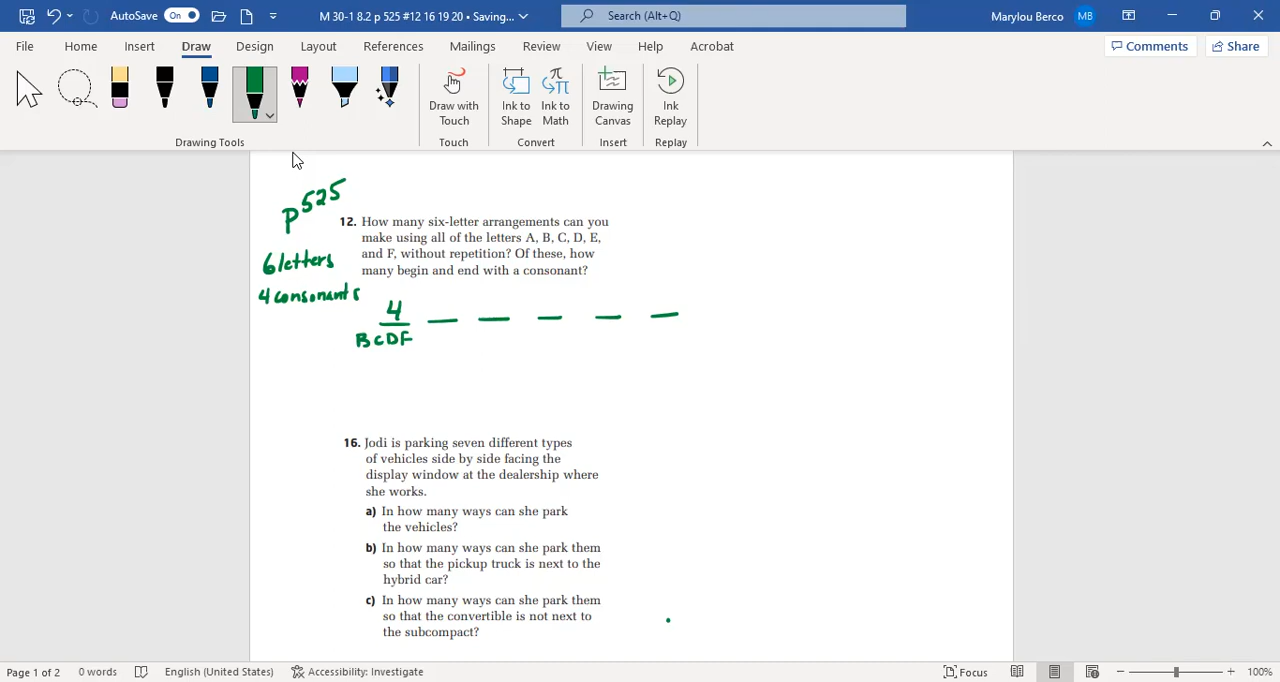 AutoSave On M 30-1 8.2 p 525 #12 16 19 20 • Saving... Search (Alt+Q) Marylou Berco MB
File Home Insert Draw Design Layout References Mailings Review View Help Acrobat Comments Share
Draw with Touch Ink to Shape Ink to Math Drawing Canvas Ink Replay
Drawing Tools Touch Convert Insert Replay
P 525
12. How many six-letter arrangements can you
make using all of the letters A, B, C, D, E,
and F, without repetition? Of these, how
many begin and end with a consonant?
6 letters
4 consonants
4
BCDF
16. Jodi is parking seven different types
of vehicles side by side facing the
display window at the dealership where
she works.
a) In how many ways can she park
the vehicles?
b) In how many ways can she park them
so that the pickup truck is next to the
hybrid car?
c) In how many ways can she park them
so that the convertible is not next to
the subcompact?
Page 1 of 2 0 words English (United States) Accessibility: Investigate Focus 100%